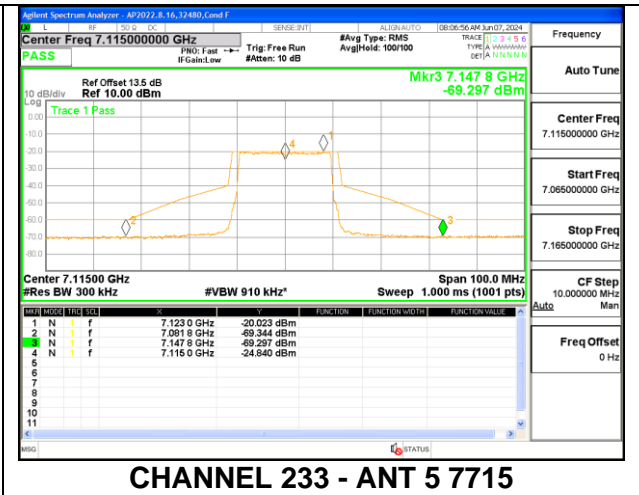 Agilent Spectrum Analyzer - AP2022.8.16,32480,Cond F
L RF 50 Ω DC SENSE:INT ALIGN AUTO 08:06:56 AM Jun 07, 2024
Center Freq 7.115000000 GHz #Avg Type: RMS TRACE 1 2 3 4 5 6
PASS PNO: Fast Trig: Free Run Avg|Hold: 100/100 TYPE A WWWWW
IFGain:Low #Atten: 10 dB DET A N N N N N
Ref Offset 13.5 dB Mkr3 7.147 8 GHz
10 dB/div Ref 10.00 dBm -69.297 dBm
Log
Trace 1 Pass
0.00
-10.0
-20.0
-30.0
-40.0
-50.0
-60.0
-70.0
-80.0
1
4
2
3
Center 7.11500 GHz Span 100.0 MHz
#Res BW 300 kHz #VBW 910 kHz* Sweep 1.000 ms (1001 pts)
MKR MODE TRC SCL X Y FUNCTION FUNCTION WIDTH FUNCTION VALUE
1 N 1 f 7.123 0 GHz -20.023 dBm
2 N 1 f 7.081 8 GHz -69.344 dBm
3 N 1 f 7.147 8 GHz -69.297 dBm
4 N 1 f 7.115 0 GHz -24.840 dBm
5
6
7
8
9
10
11
MSG STATUS
Frequency
Auto Tune
Center Freq
7.115000000 GHz
Start Freq
7.065000000 GHz
Stop Freq
7.165000000 GHz
CF Step
10.000000 MHz
Auto Man
Freq Offset
0 Hz
CHANNEL 233 - ANT 5 7715